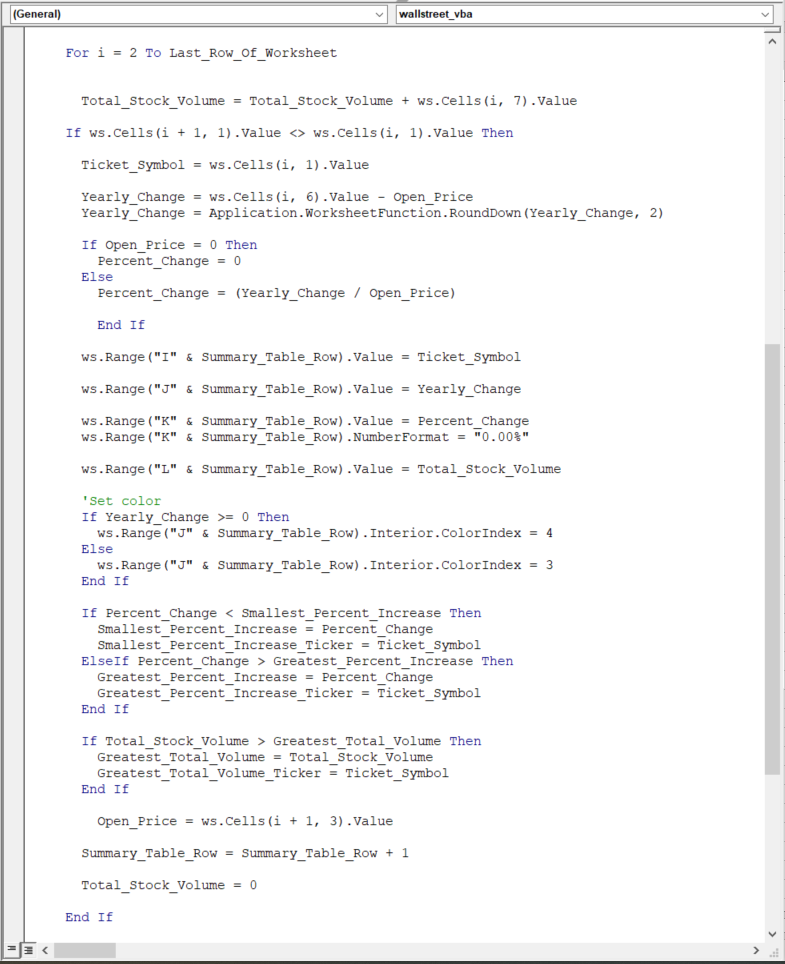 (General)
wallstreet_vba
For i = 2 To Last_Row_Of_Worksheet
Total_Stock_Volume = Total_Stock_Volume + ws.Cells(i, 7).Value
If ws.Cells(i + 1, 1).Value <> ws.Cells(i, 1).Value Then
Ticket_Symbol = ws.Cells(i, 1).Value
Yearly_Change = ws.Cells(i, 6).Value - Open_Price
Yearly_Change = Application.WorksheetFunction.RoundDown(Yearly_Change, 2)
If Open_Price = 0 Then
Percent_Change = 0
Else
Percent_Change = (Yearly_Change / Open_Price)
End If
ws.Range("I" & Summary_Table_Row).Value = Ticket_Symbol
ws.Range("J" & Summary_Table_Row).Value = Yearly_Change
ws.Range("K" & Summary_Table_Row).Value = Percent_Change
ws.Range("K" & Summary_Table_Row).NumberFormat = "0.00%"
ws.Range("L" & Summary_Table_Row).Value = Total_Stock_Volume
'Set color
If Yearly_Change >= 0 Then
ws.Range("J" & Summary_Table_Row).Interior.ColorIndex = 4
Else
ws.Range("J" & Summary_Table_Row).Interior.ColorIndex = 3
End If
If Percent_Change < Smallest_Percent_Increase Then
Smallest_Percent_Increase = Percent_Change
Smallest_Percent_Increase_Ticker = Ticket_Symbol
ElseIf Percent_Change > Greatest_Percent_Increase Then
Greatest_Percent_Increase = Percent_Change
Greatest_Percent_Increase_Ticker = Ticket_Symbol
End If
If Total_Stock_Volume > Greatest_Total_Volume Then
Greatest_Total_Volume = Total_Stock_Volume
Greatest_Total_Volume_Ticker = Ticket_Symbol
End If
Open_Price = ws.Cells(i + 1, 3).Value
Summary_Table_Row = Summary_Table_Row + 1
Total_Stock_Volume = 0
End If